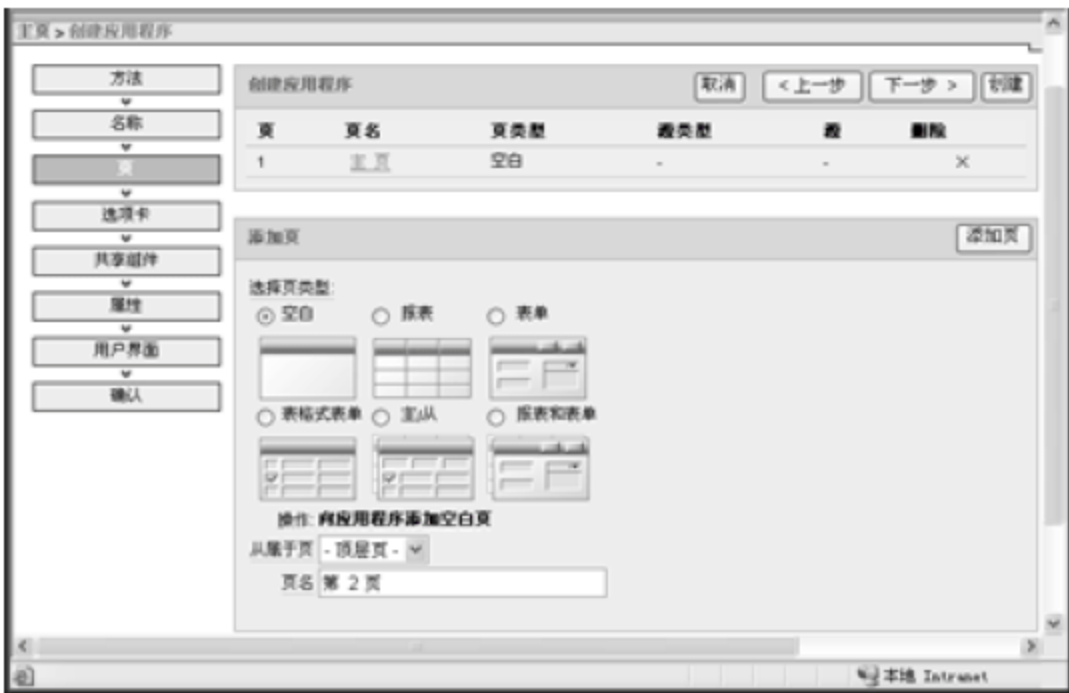 主页 > 创建应用程序
方法
名称
页
选项卡
共享组件
属性
用户界面
确认
创建应用程序 取消 < 上一步 下一步 > 创建
页 页名 页类型 段类型 段 删除
1 主页 空白 - - ×
添加页 添加页
选择页类型:
空白 报表 表单
表格式表单 主从 报表和表单
操作: 向应用程序添加空白页
从属于页 - 顶层页 -
页名 第 2 页
本地 Intranet